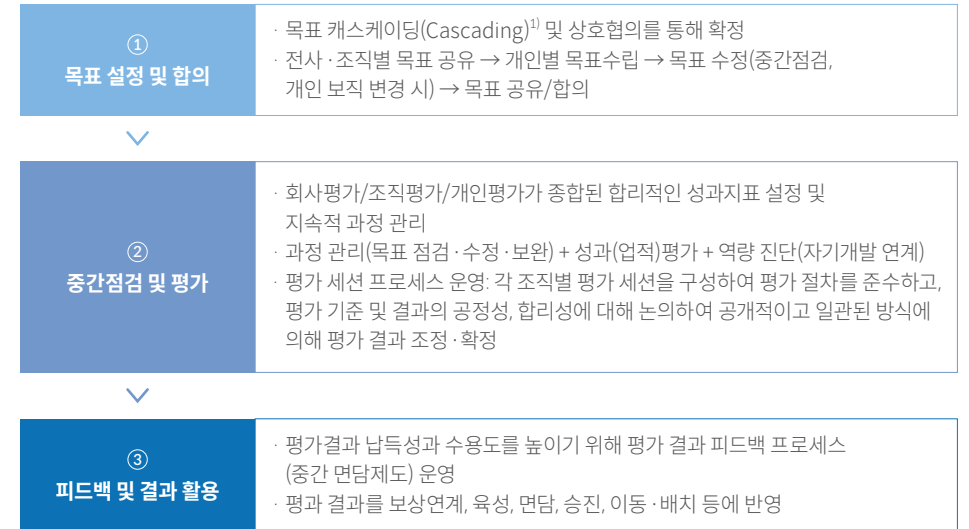 ①
목표 설정 및 합의
· 목표 캐스케이딩(Cascading)1) 및 상호협의를 통해 확정
· 전사·조직별 목표 공유 → 개인별 목표수립 → 목표 수정(중간점검,
개인 보직 변경 시) → 목표 공유/합의
②
중간점검 및 평가
· 회사평가/조직평가/개인평가가 종합된 합리적인 성과지표 설정 및
지속적 과정 관리
· 과정 관리(목표 점검·수정·보완) + 성과(업적)평가 + 역량 진단(자기개발 연계)
· 평가 세션 프로세스 운영: 각 조직별 평가 세션을 구성하여 평가 절차를 준수하고,
평가 기준 및 결과의 공정성, 합리성에 대해 논의하여 공개적이고 일관된 방식에
의해 평가 결과 조정·확정
③
피드백 및 결과 활용
· 평가결과 납득성과 수용도를 높이기 위해 평가 결과 피드백 프로세스
(중간 면담제도) 운영
· 평과 결과를 보상연계, 육성, 면담, 승진, 이동·배치 등에 반영